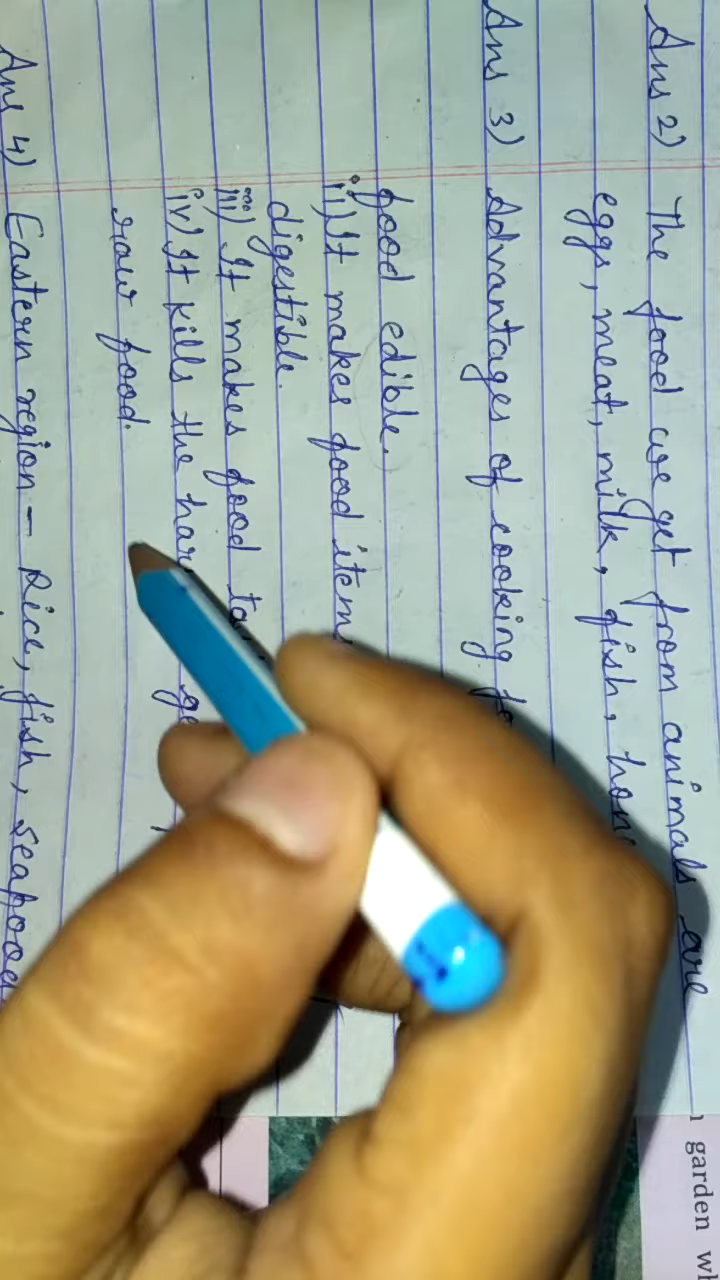 Ans 2) The food we get from animals are
eggs, meat, milk, fish,
Ans 3) Advantages of cooking
food edible.
ii) It makes food item
digestible.
iii) It makes food
iv) It kills the
raw food.
Ans 4) Eastern region - Rice, fish, seafood
garden